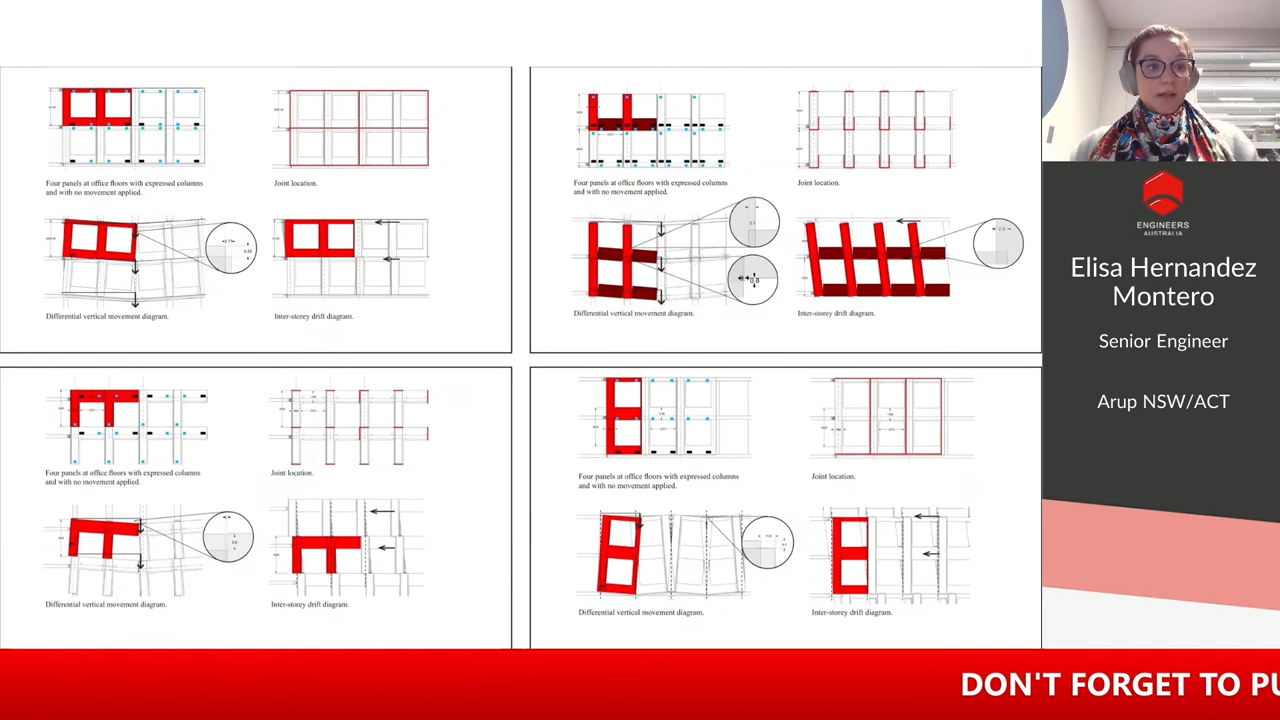 Four panels at office floors with expressed columns
and with no movement applied.
Joint location.
Differential vertical movement diagram.
Inter-storey drift diagram.
Four panels at office floors with expressed columns
and with no movement applied.
Joint location.
Differential vertical movement diagram.
Inter-storey drift diagram.
Four panels at office floors with expressed columns
and with no movement applied.
Joint location.
Differential vertical movement diagram.
Inter-storey drift diagram.
Four panels at office floors with expressed columns
and with no movement applied.
Joint location.
Differential vertical movement diagram.
Inter-storey drift diagram.
ENGINEERS
AUSTRALIA
Elisa Hernandez
Montero
Senior Engineer
Arup NSW/ACT
DON'T FORGET TO PU